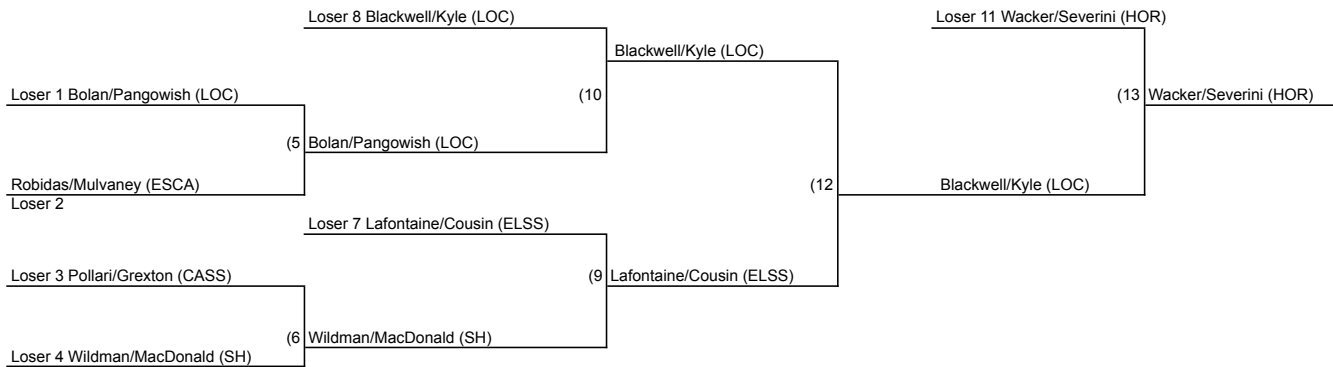 Loser 8 Blackwell/Kyle (LOC)
Loser 11 Wacker/Severini (HOR)
Blackwell/Kyle (LOC)
Loser 1 Bolan/Pangowish (LOC)
(10
(13 Wacker/Severini (HOR)
(5 Bolan/Pangowish (LOC)
Robidas/Mulvaney (ESCA)
Loser 2
(12
Blackwell/Kyle (LOC)
Loser 7 Lafontaine/Cousin (ELSS)
Loser 3 Pollari/Grexton (CASS)
(9 Lafontaine/Cousin (ELSS)
(6 Wildman/MacDonald (SH)
Loser 4 Wildman/MacDonald (SH)